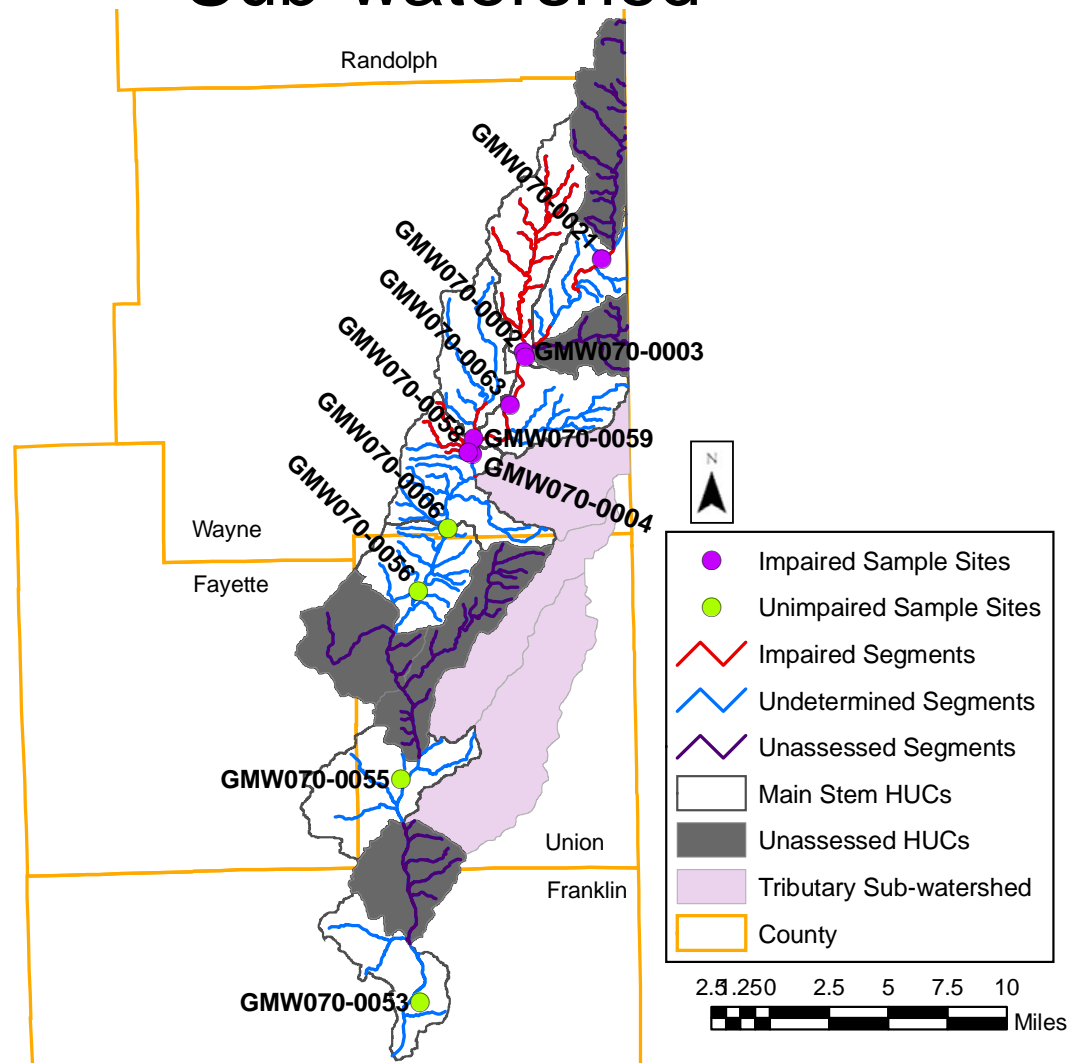 Sub-watershed
Randolph
GMW070-0021
GMW070-0002
GMW070-0003
GMW070-0063
GMW070-0058
GMW070-0059
GMW070-0004
GMW070-0006
GMW070-0056
Wayne
Fayette
GMW070-0055
Union
Franklin
GMW070-0053
N
Impaired Sample Sites
Unimpaired Sample Sites
Impaired Segments
Undetermined Segments
Unassessed Segments
Main Stem HUCs
Unassessed HUCs
Tributary Sub-watershed
County
2.5 1.25 0 2.5 5 7.5 10
Miles